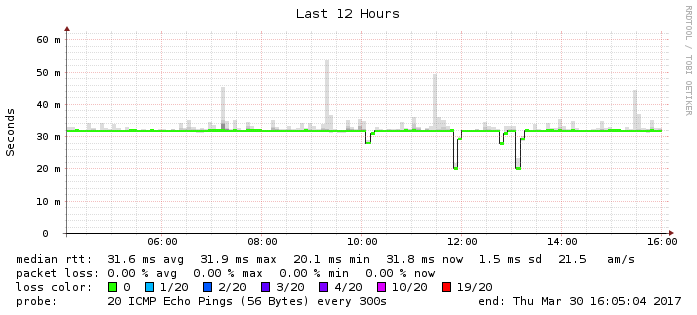 Last 12 Hours
RRDTOOL / TOBI OETIKER
Seconds
60 m
50 m
40 m
30 m
20 m
10 m
0
06:00 08:00 10:00 12:00 14:00 16:00
median rtt: 31.6 ms avg 31.9 ms max 20.1 ms min 31.8 ms now 1.5 ms sd 21.5 am/s
packet loss: 0.00 % avg 0.00 % max 0.00 % min 0.00 % now
loss color: 0 1/20 2/20 3/20 4/20 10/20 19/20
probe: 20 ICMP Echo Pings (56 Bytes) every 300s end: Thu Mar 30 16:05:04 2017